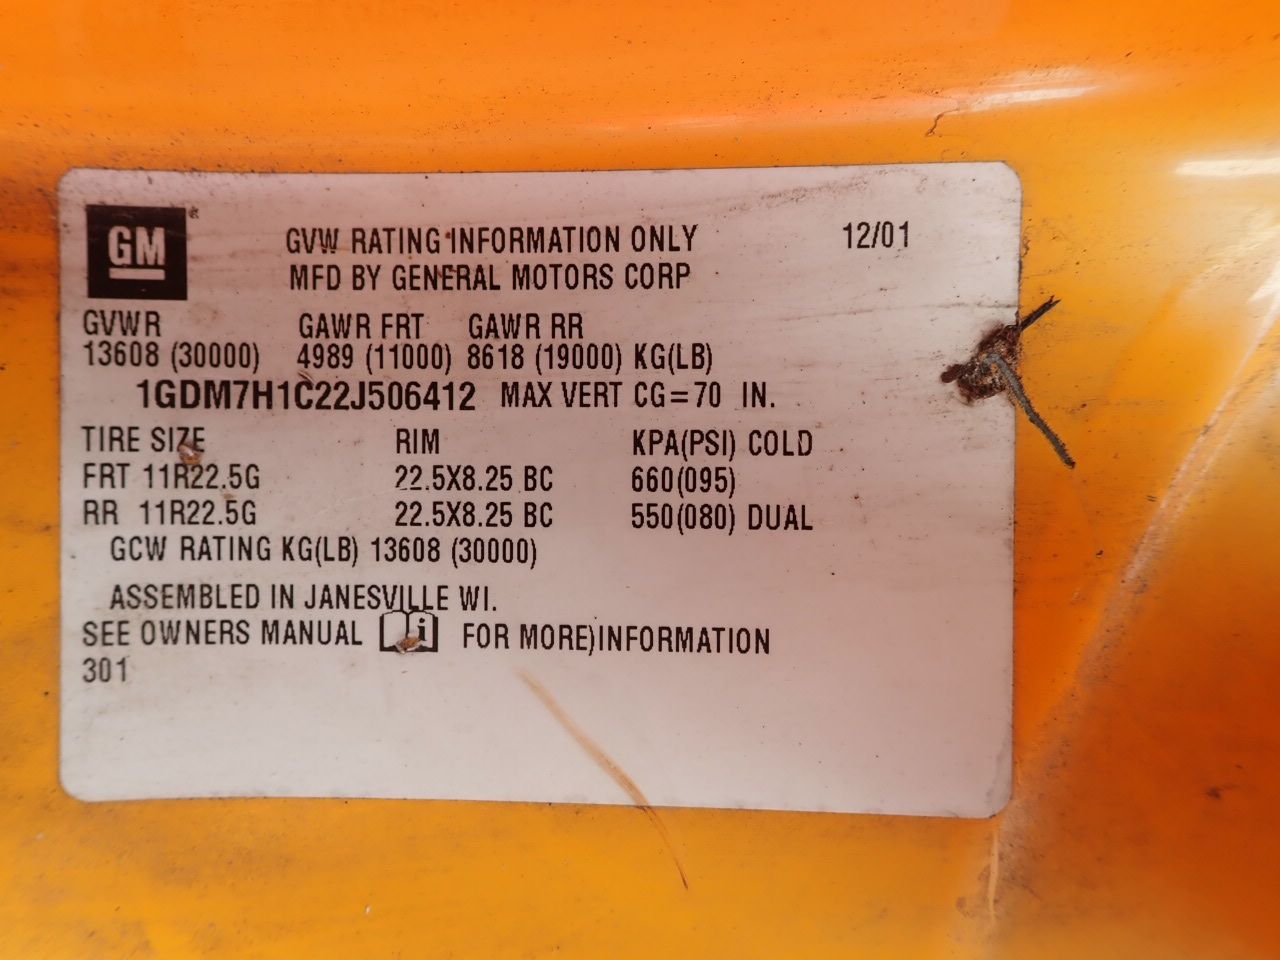 GM ®
GVW RATING INFORMATION ONLY 12/01
MFD BY GENERAL MOTORS CORP
GVWR GAWR FRT GAWR RR
13608 (30000) 4989 (11000) 8618 (19000) KG(LB)
1GDM7H1C22J506412 MAX VERT CG=70 IN.
TIRE SIZE RIM KPA(PSI) COLD
FRT 11R22.5G 22.5X8.25 BC 660(095)
RR 11R22.5G 22.5X8.25 BC 550(080) DUAL
GCW RATING KG(LB) 13608 (30000)
ASSEMBLED IN JANESVILLE WI.
SEE OWNERS MANUAL i FOR MORE)INFORMATION
301